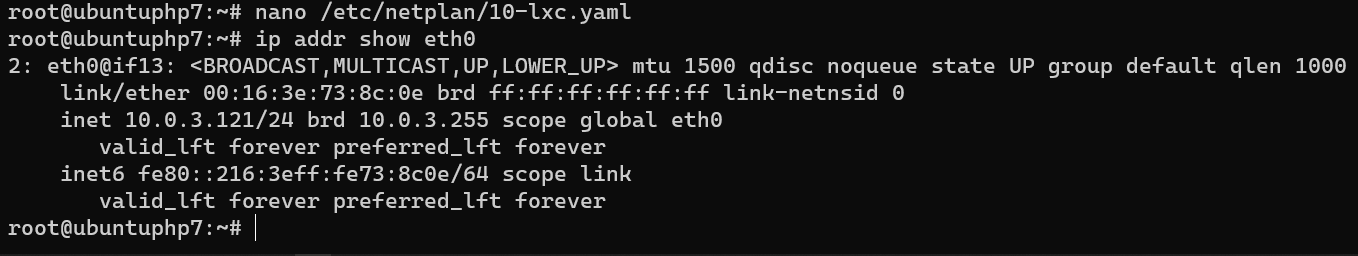 root@ubuntuphp7:~# nano /etc/netplan/10-lxc.yaml
root@ubuntuphp7:~# ip addr show eth0
2: eth0@if13: <BROADCAST,MULTICAST,UP,LOWER_UP> mtu 1500 qdisc noqueue state UP group default qlen 1000
    link/ether 00:16:3e:73:8c:0e brd ff:ff:ff:ff:ff:ff link-netnsid 0
    inet 10.0.3.121/24 brd 10.0.3.255 scope global eth0
       valid_lft forever preferred_lft forever
    inet6 fe80::216:3eff:fe73:8c0e/64 scope link
       valid_lft forever preferred_lft forever
root@ubuntuphp7:~#